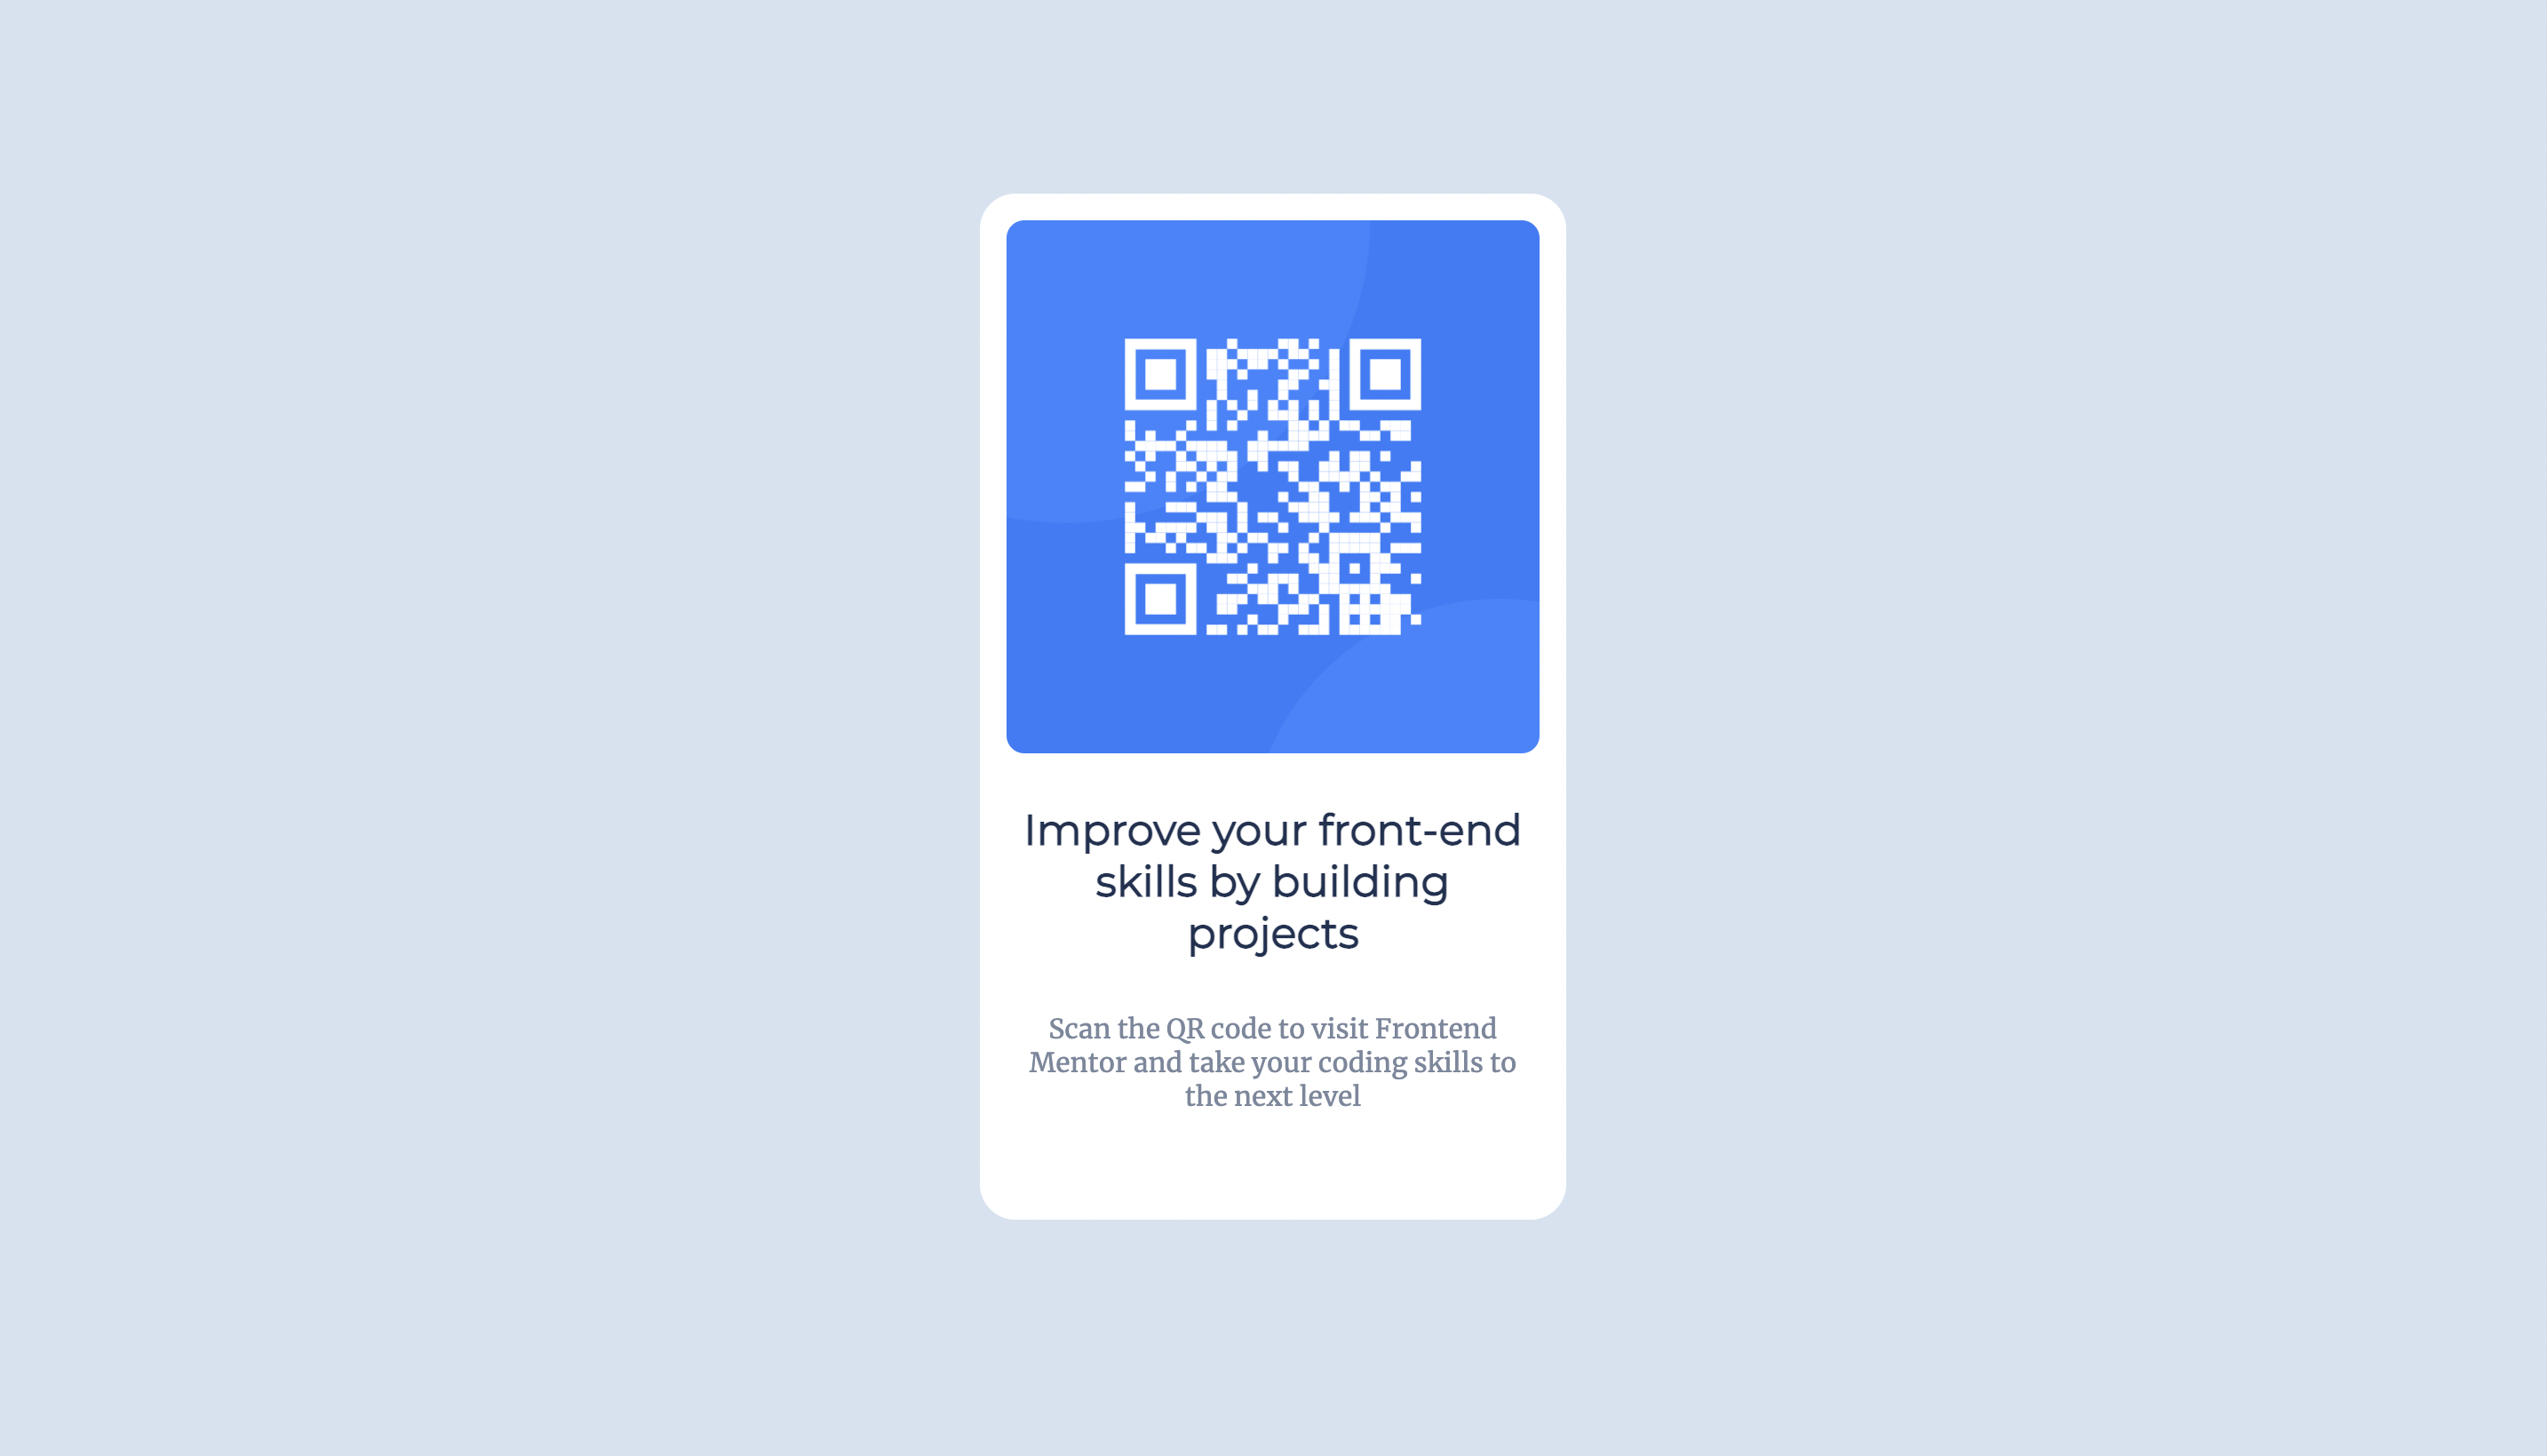 Improve your front-end
skills by building
projects
Scan the QR code to visit Frontend
Mentor and take your coding skills to
the next level